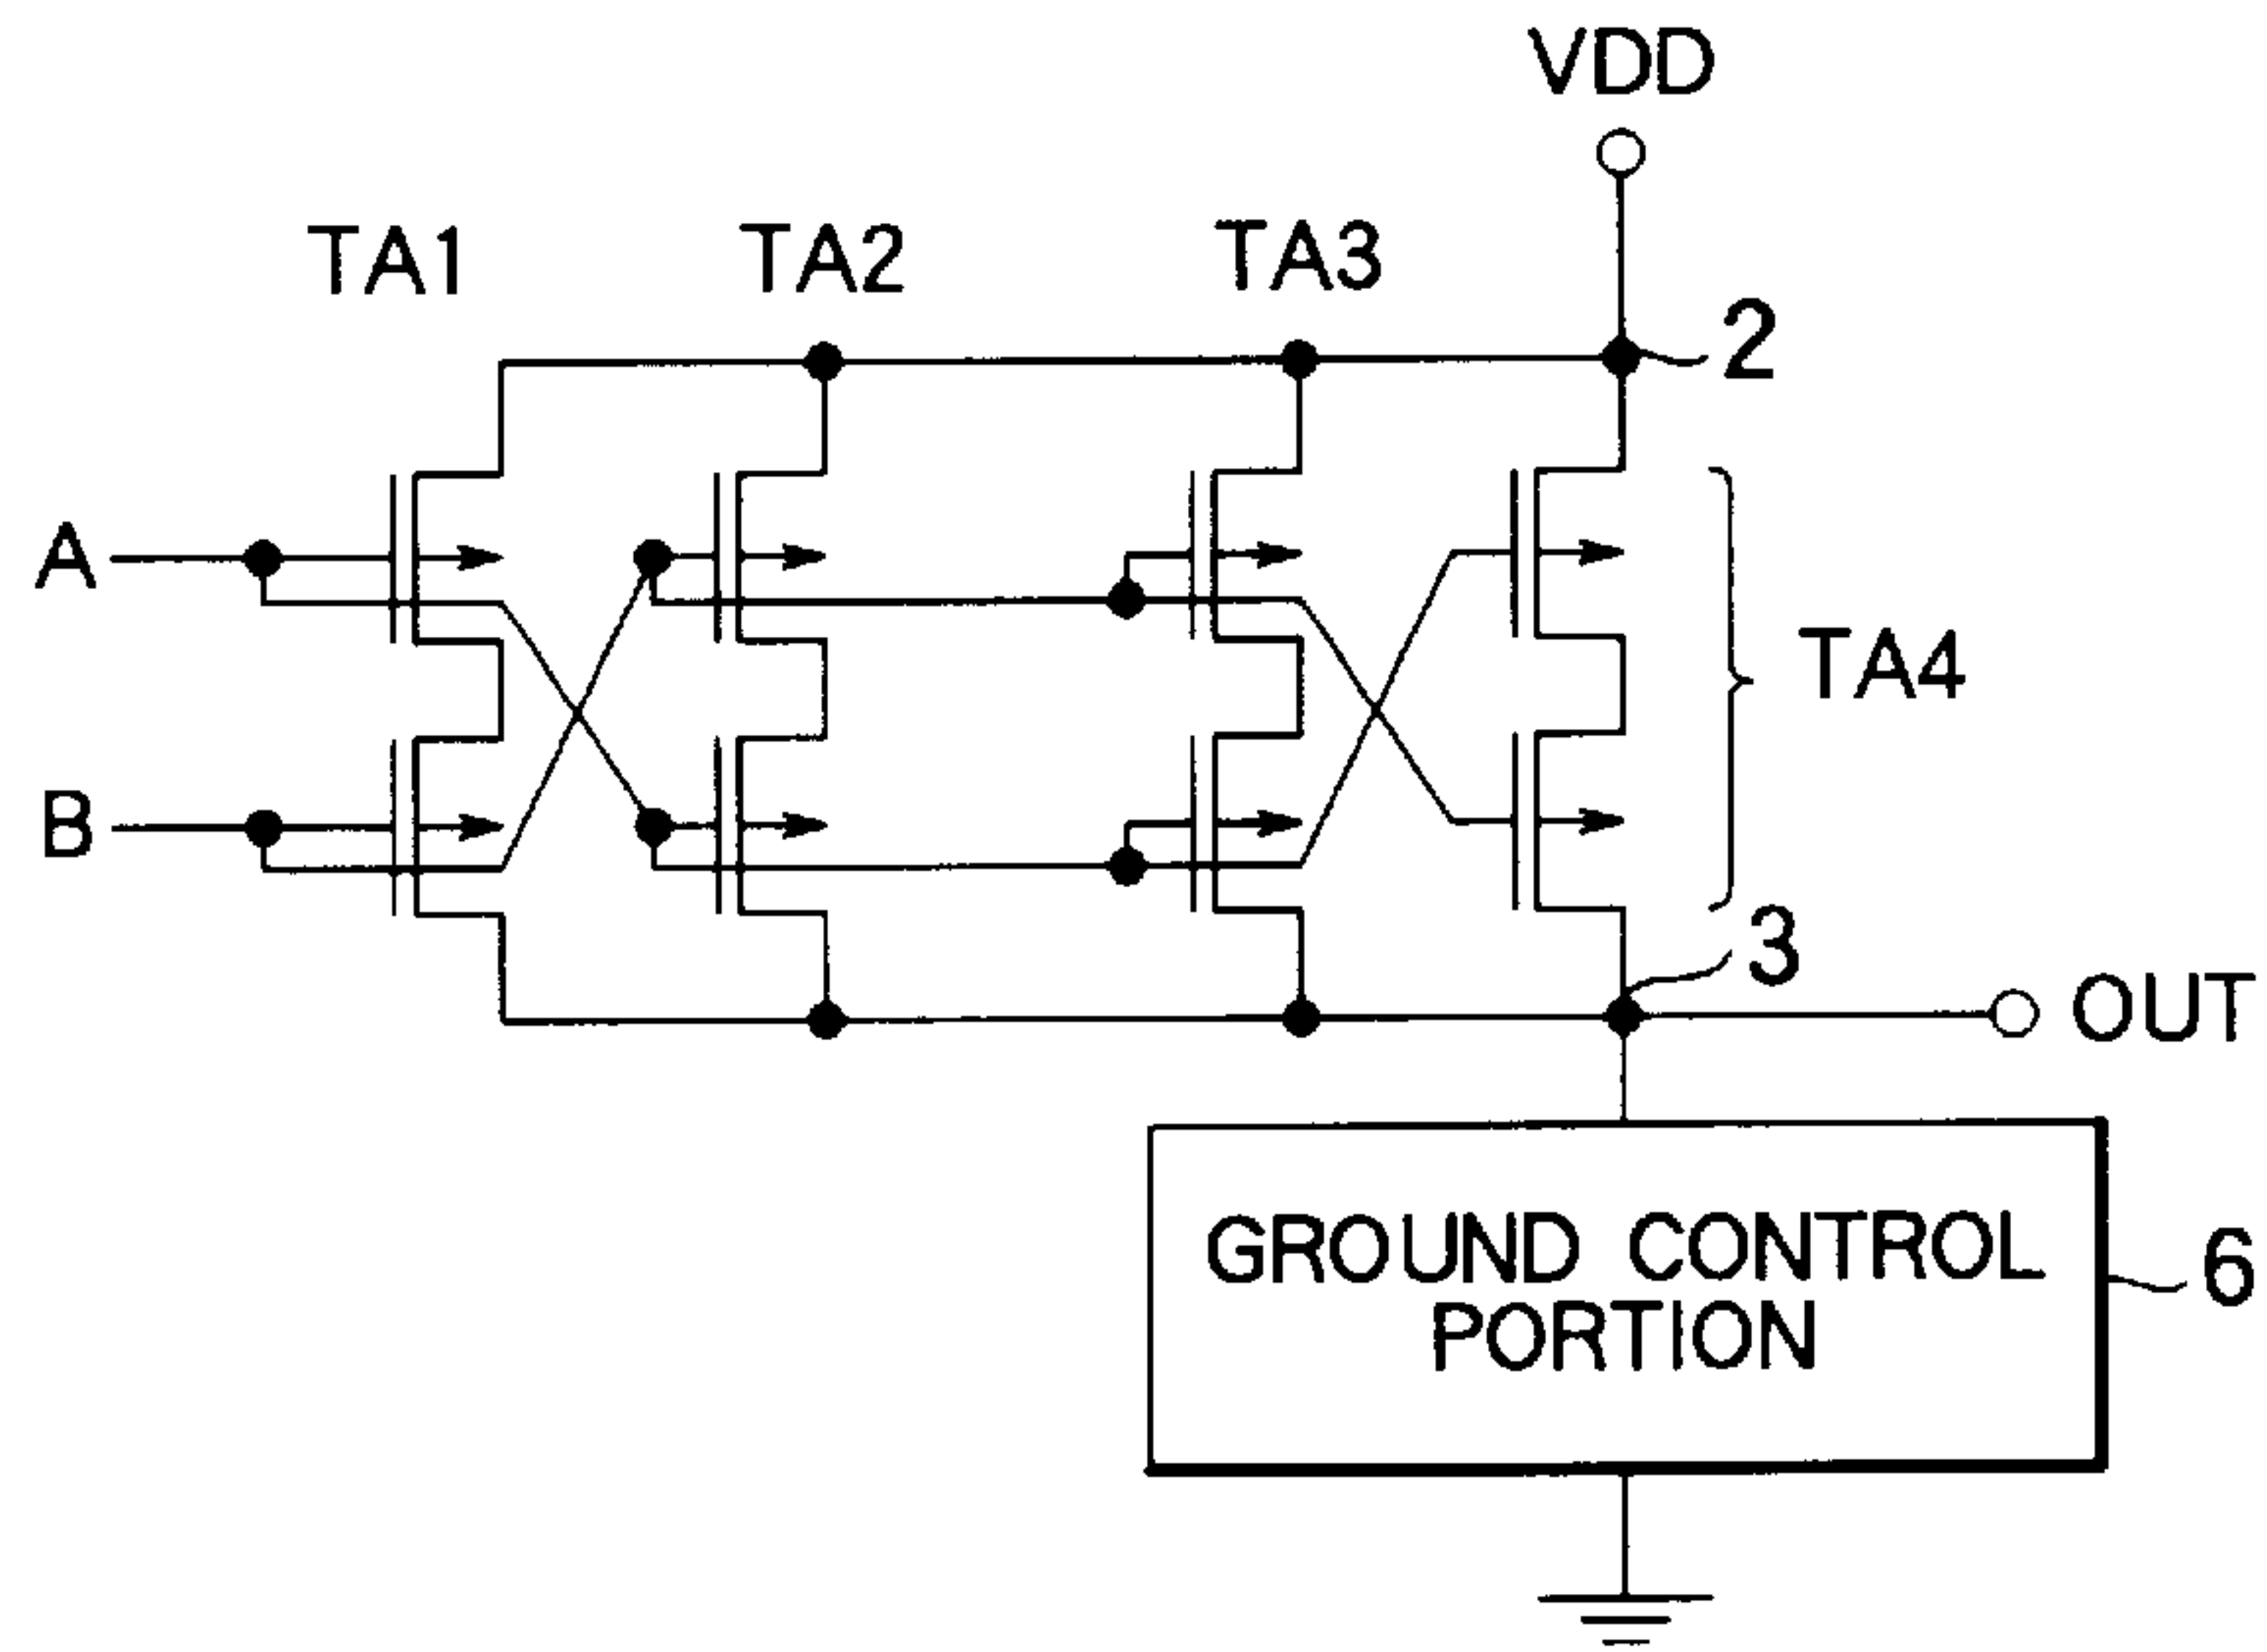 VDD
TA1 TA2 TA3
2
A
TA4
B
3
OUT
GROUND CONTROL
PORTION
6